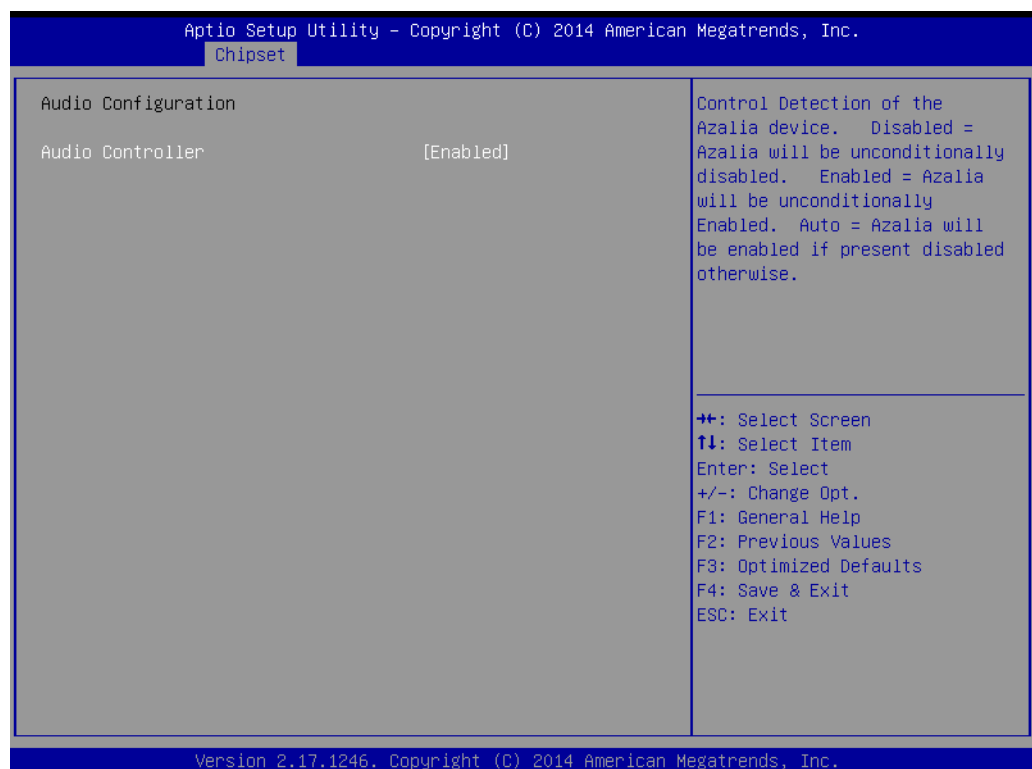 Aptio Setup Utility – Copyright (C) 2014 American Megatrends, Inc.
Chipset
Audio Configuration
Audio Controller [Enabled]
Control Detection of the
Azalia device.   Disabled =
Azalia will be unconditionally
disabled.   Enabled = Azalia
will be unconditionally
Enabled.  Auto = Azalia will
be enabled if present disabled
otherwise.
→←: Select Screen
↑↓: Select Item
Enter: Select
+/-: Change Opt.
F1: General Help
F2: Previous Values
F3: Optimized Defaults
F4: Save & Exit
ESC: Exit
Version 2.17.1246. Copyright (C) 2014 American Megatrends, Inc.